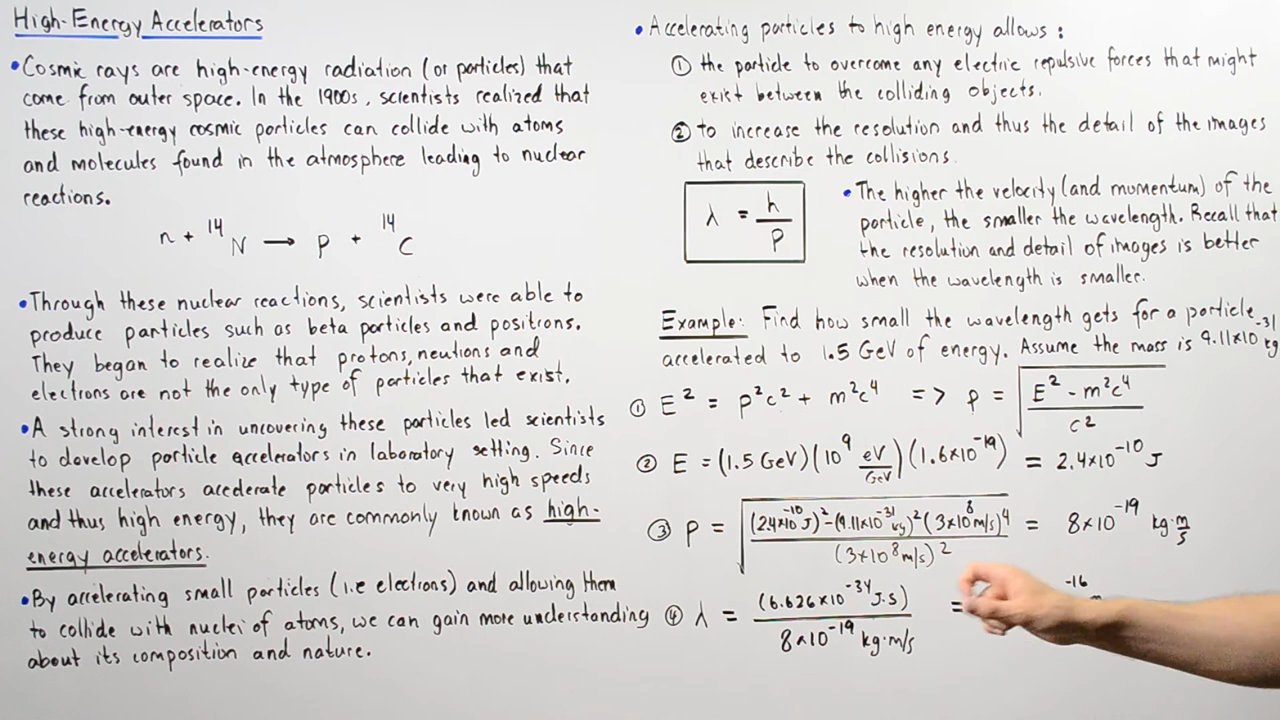 High-Energy Accelerators
• Cosmic rays are high-energy radiation (or particles) that
come from outer space. In the 1900s, scientists realized that
these high-energy cosmic particles can collide with atoms
and molecules found in the atmosphere leading to nuclear
reactions.
n + ¹⁴N → p + ¹⁴C
• Through these nuclear reactions, scientists were able to
produce particles such as beta particles and positrons.
They began to realize that protons, neutrons and
electrons are not the only type of particles that exist.
• A strong interest in uncovering these particles led scientists
to develop particle accelerators in laboratory setting. Since
these accelerators accelerate particles to very high speeds
and thus high energy, they are commonly known as high-
energy accelerators.
• By accelerating small particles (i.e electrons) and allowing them
to collide with nuclei of atoms, we can gain more understanding
about its composition and nature.
• Accelerating particles to high energy allows:
① the particle to overcome any electric repulsive forces that might
exist between the colliding objects.
② to increase the resolution and thus the detail of the images
that describe the collisions.
λ = h/p
• The higher the velocity (and momentum) of the
particle, the smaller the wavelength. Recall that
the resolution and detail of images is better
when the wavelength is smaller.
Example: Find how small the wavelength gets for a particle
accelerated to 1.5 GeV of energy. Assume the mass is 9.11×10⁻³¹ kg
① E² = p²c² + m²c⁴ => p = √((E² - m²c⁴)/c²)
② E = (1.5 GeV)(10⁹ eV/GeV)(1.6×10⁻¹⁹) = 2.4×10⁻¹⁰ J
③ p = √(((2.4×10⁻¹⁰ J)² - (9.11×10⁻³¹ kg)²(3×10⁸ m/s)⁴)/(3×10⁸ m/s)²) = 8×10⁻¹⁹ kg·m/s
④ λ = (6.626×10⁻³⁴ J·s)/(8×10⁻¹⁹ kg·m/s) = ⁻¹⁶ m